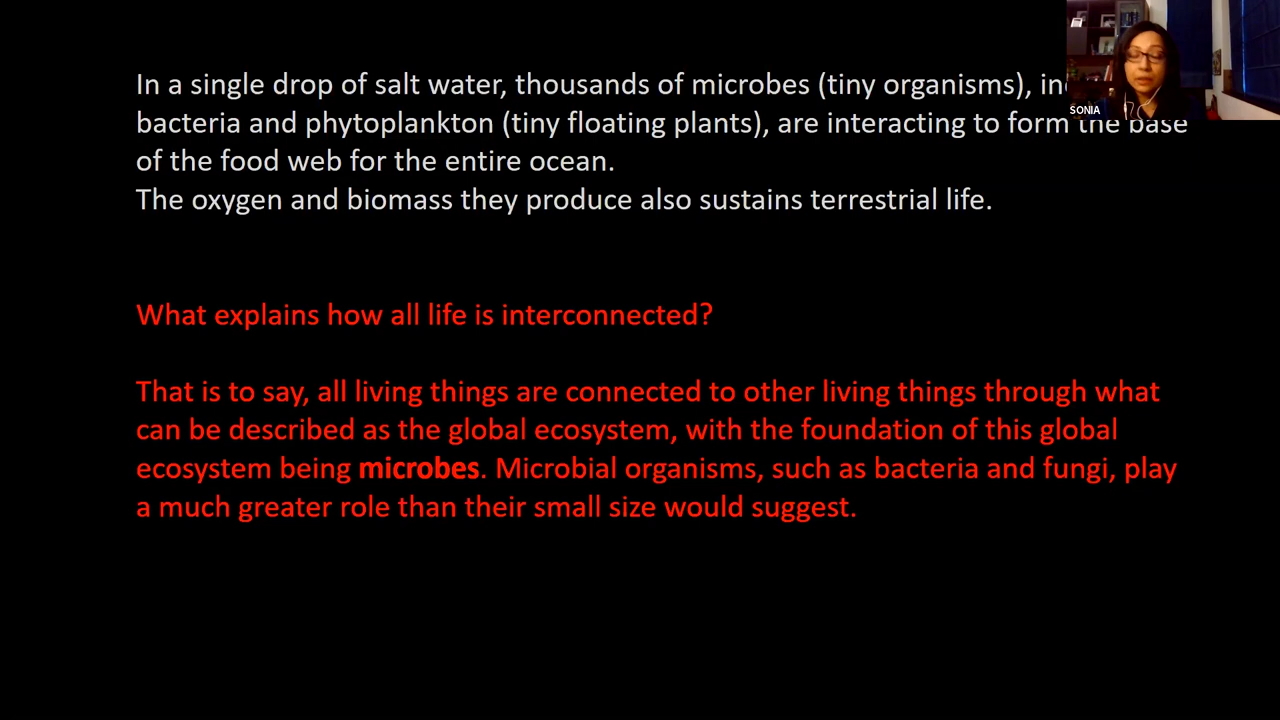 In a single drop of salt water, thousands of microbes (tiny organisms),
SONIA
bacteria and phytoplankton (tiny floating plants), are interacting to form the base
of the food web for the entire ocean.
The oxygen and biomass they produce also sustains terrestrial life.
What explains how all life is interconnected?
That is to say, all living things are connected to other living things through what
can be described as the global ecosystem, with the foundation of this global
ecosystem being microbes. Microbial organisms, such as bacteria and fungi, play
a much greater role than their small size would suggest.